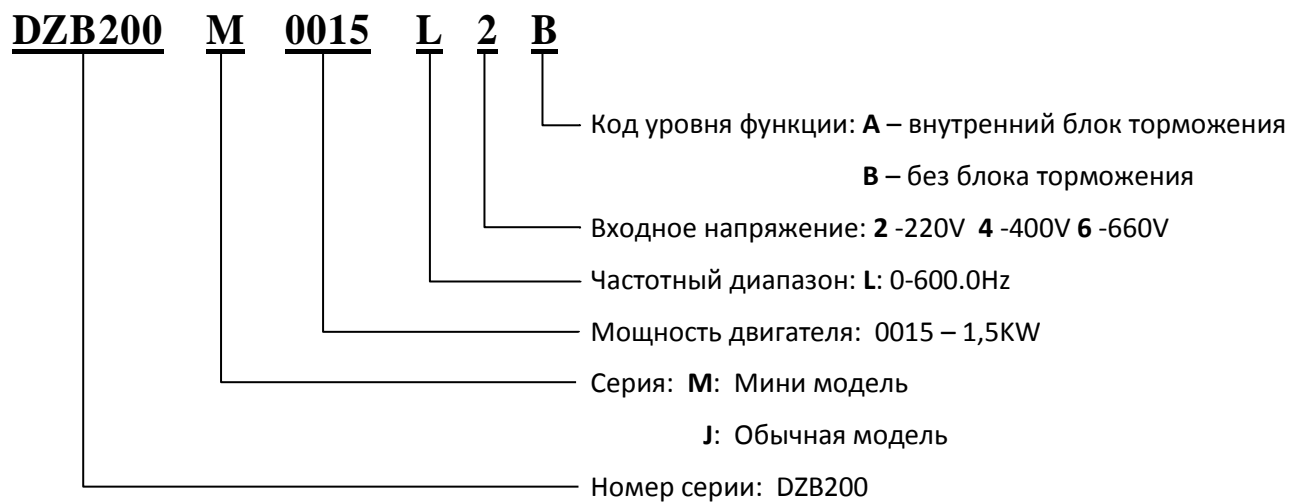 DZB200 M 0015 L 2 B
Код уровня функции: A – внутренний блок торможения
B – без блока торможения
Входное напряжение: 2 -220V 4 -400V 6 -660V
Частотный диапазон: L: 0-600.0Hz
Мощность двигателя: 0015 – 1,5KW
Серия: M: Мини модель
J: Обычная модель
Номер серии: DZB200